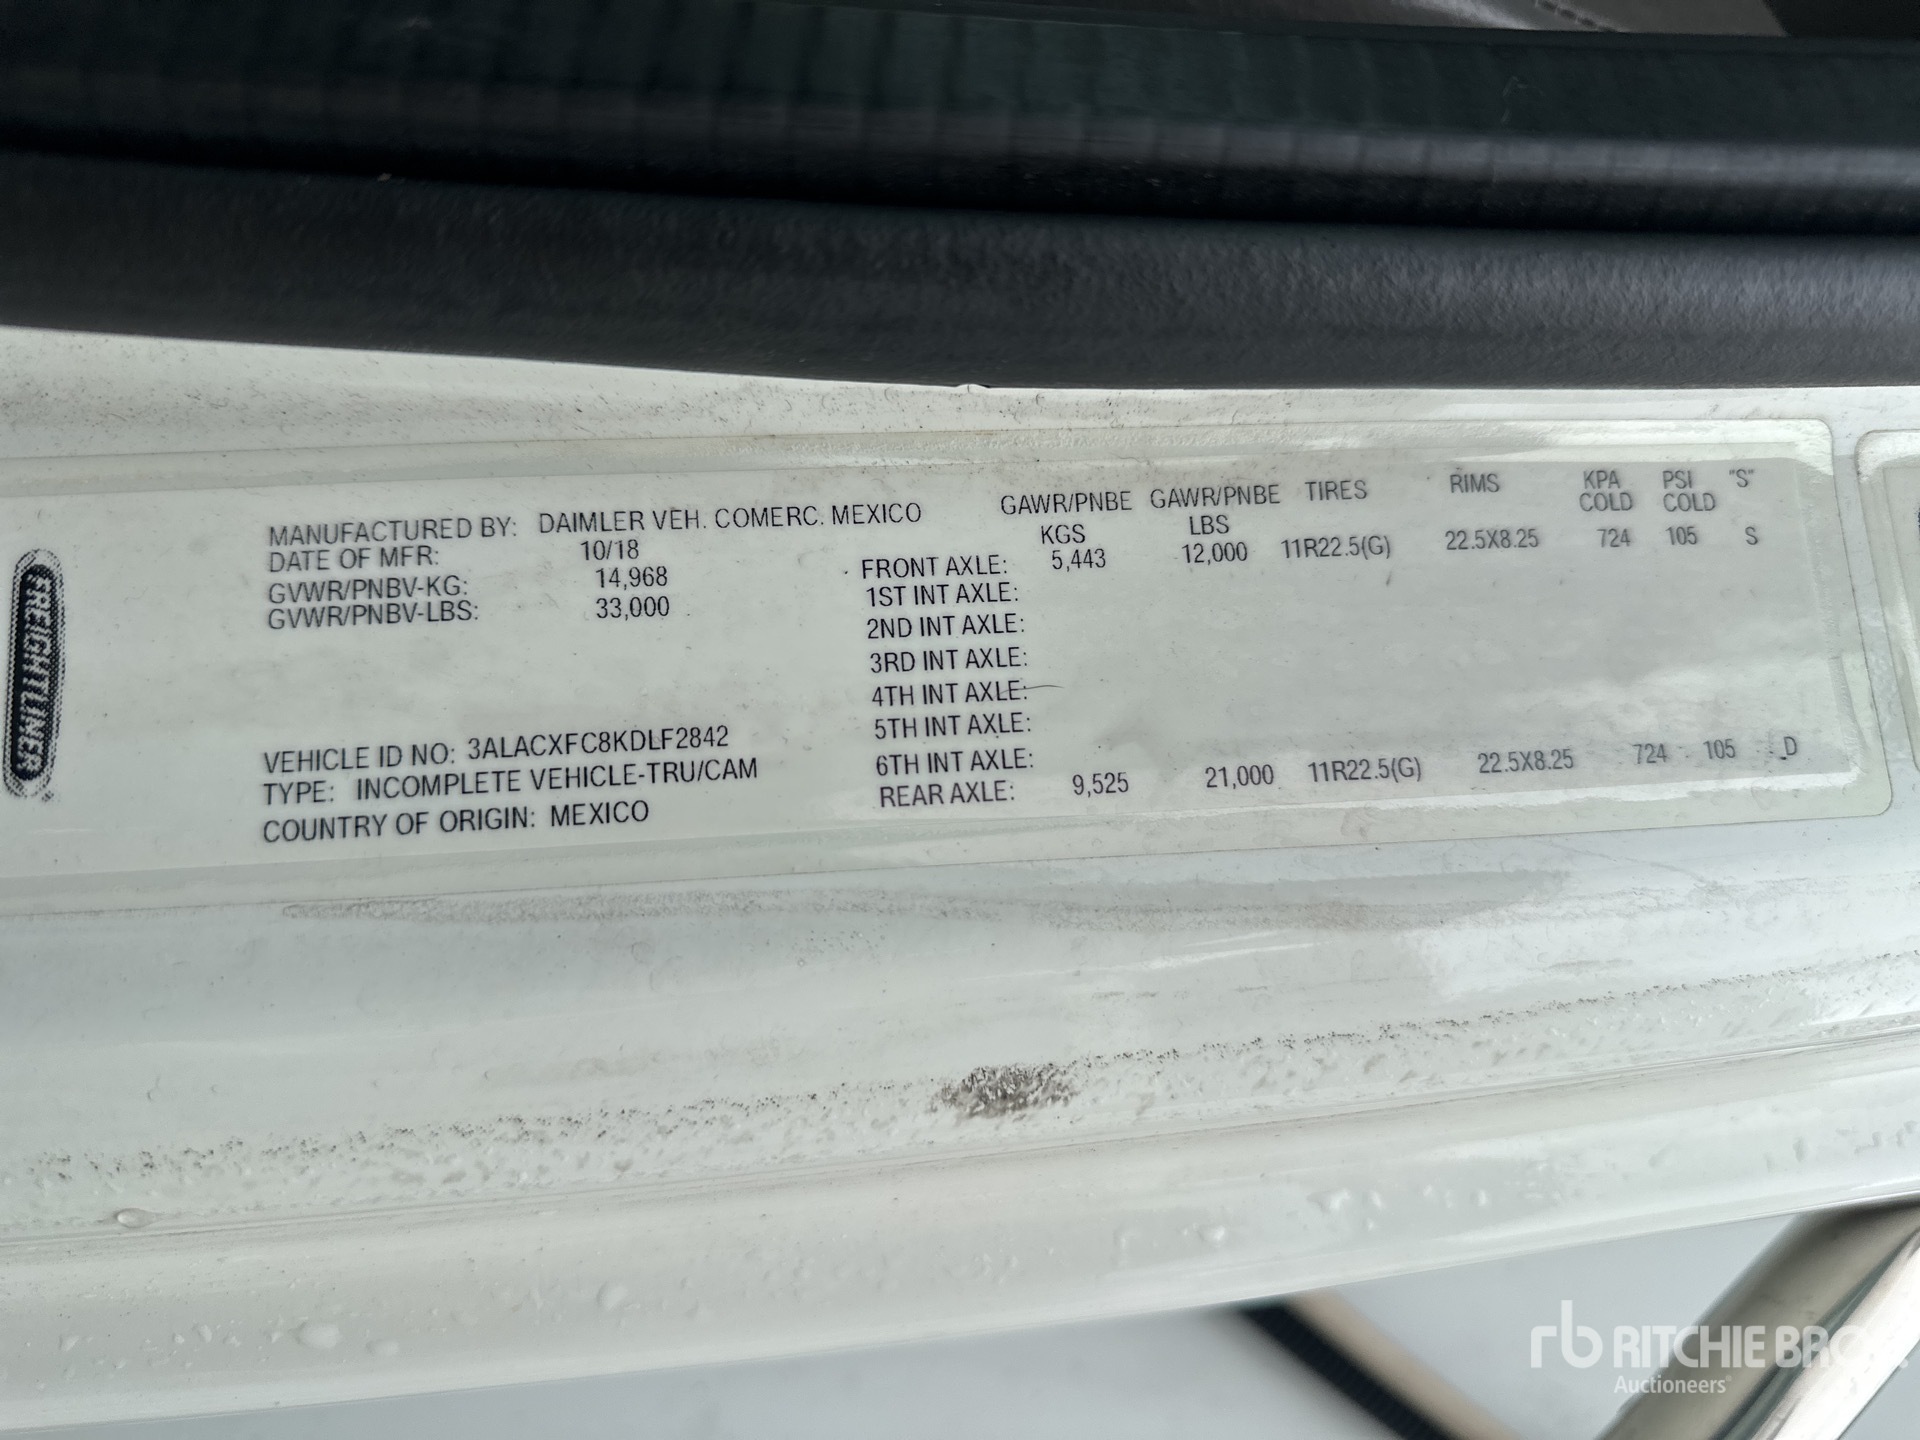 FREIGHTLINER
MANUFACTURED BY: DAIMLER VEH. COMERC. MEXICO
DATE OF MFR: 10/18
GVWR/PNBV-KG: 14,968
GVWR/PNBV-LBS: 33,000
VEHICLE ID NO: 3ALACXFC8KDLF2842
TYPE: INCOMPLETE VEHICLE-TRU/CAM
COUNTRY OF ORIGIN: MEXICO
GAWR/PNBE GAWR/PNBE TIRES RIMS KPA PSI "S"
KGS LBS COLD COLD
FRONT AXLE: 5,443 12,000 11R22.5(G) 22.5X8.25 724 105 S
1ST INT AXLE:
2ND INT AXLE:
3RD INT AXLE:
4TH INT AXLE:
5TH INT AXLE:
6TH INT AXLE:
REAR AXLE: 9,525 21,000 11R22.5(G) 22.5X8.25 724 105 D
rb RITCHIE BROS
Auctioneers